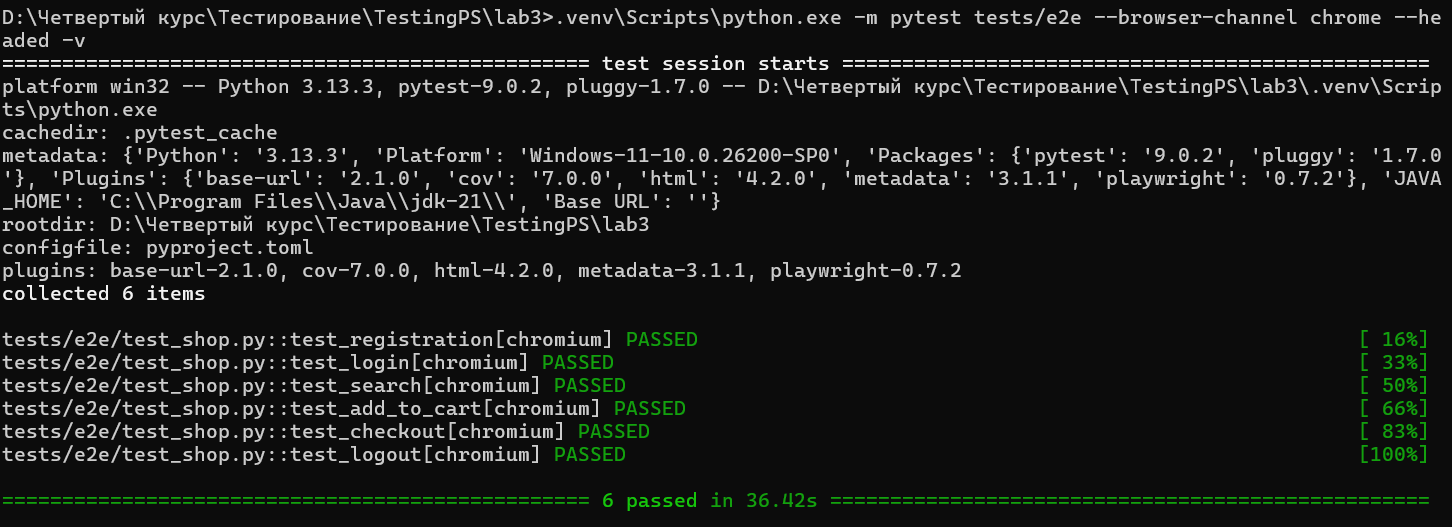 D:\Четвертый курс\Тестирование\TestingPS\lab3>.venv\Scripts\python.exe -m pytest tests/e2e --browser-channel chrome --he
aded -v
================================================= test session starts =================================================
platform win32 -- Python 3.13.3, pytest-9.0.2, pluggy-1.7.0 -- D:\Четвертый курс\Тестирование\TestingPS\lab3\.venv\Scrip
ts\python.exe
cachedir: .pytest_cache
metadata: {'Python': '3.13.3', 'Platform': 'Windows-11-10.0.26200-SP0', 'Packages': {'pytest': '9.0.2', 'pluggy': '1.7.0
'}, 'Plugins': {'base-url': '2.1.0', 'cov': '7.0.0', 'html': '4.2.0', 'metadata': '3.1.1', 'playwright': '0.7.2'}, 'JAVA
_HOME': 'C:\\Program Files\\Java\\jdk-21\\', 'Base URL': ''}
rootdir: D:\Четвертый курс\Тестирование\TestingPS\lab3
configfile: pyproject.toml
plugins: base-url-2.1.0, cov-7.0.0, html-4.2.0, metadata-3.1.1, playwright-0.7.2
collected 6 items
tests/e2e/test_shop.py::test_registration[chromium] PASSED [ 16%]
tests/e2e/test_shop.py::test_login[chromium] PASSED [ 33%]
tests/e2e/test_shop.py::test_search[chromium] PASSED [ 50%]
tests/e2e/test_shop.py::test_add_to_cart[chromium] PASSED [ 66%]
tests/e2e/test_shop.py::test_checkout[chromium] PASSED [ 83%]
tests/e2e/test_shop.py::test_logout[chromium] PASSED [100%]
================================================= 6 passed in 36.42s ==================================================